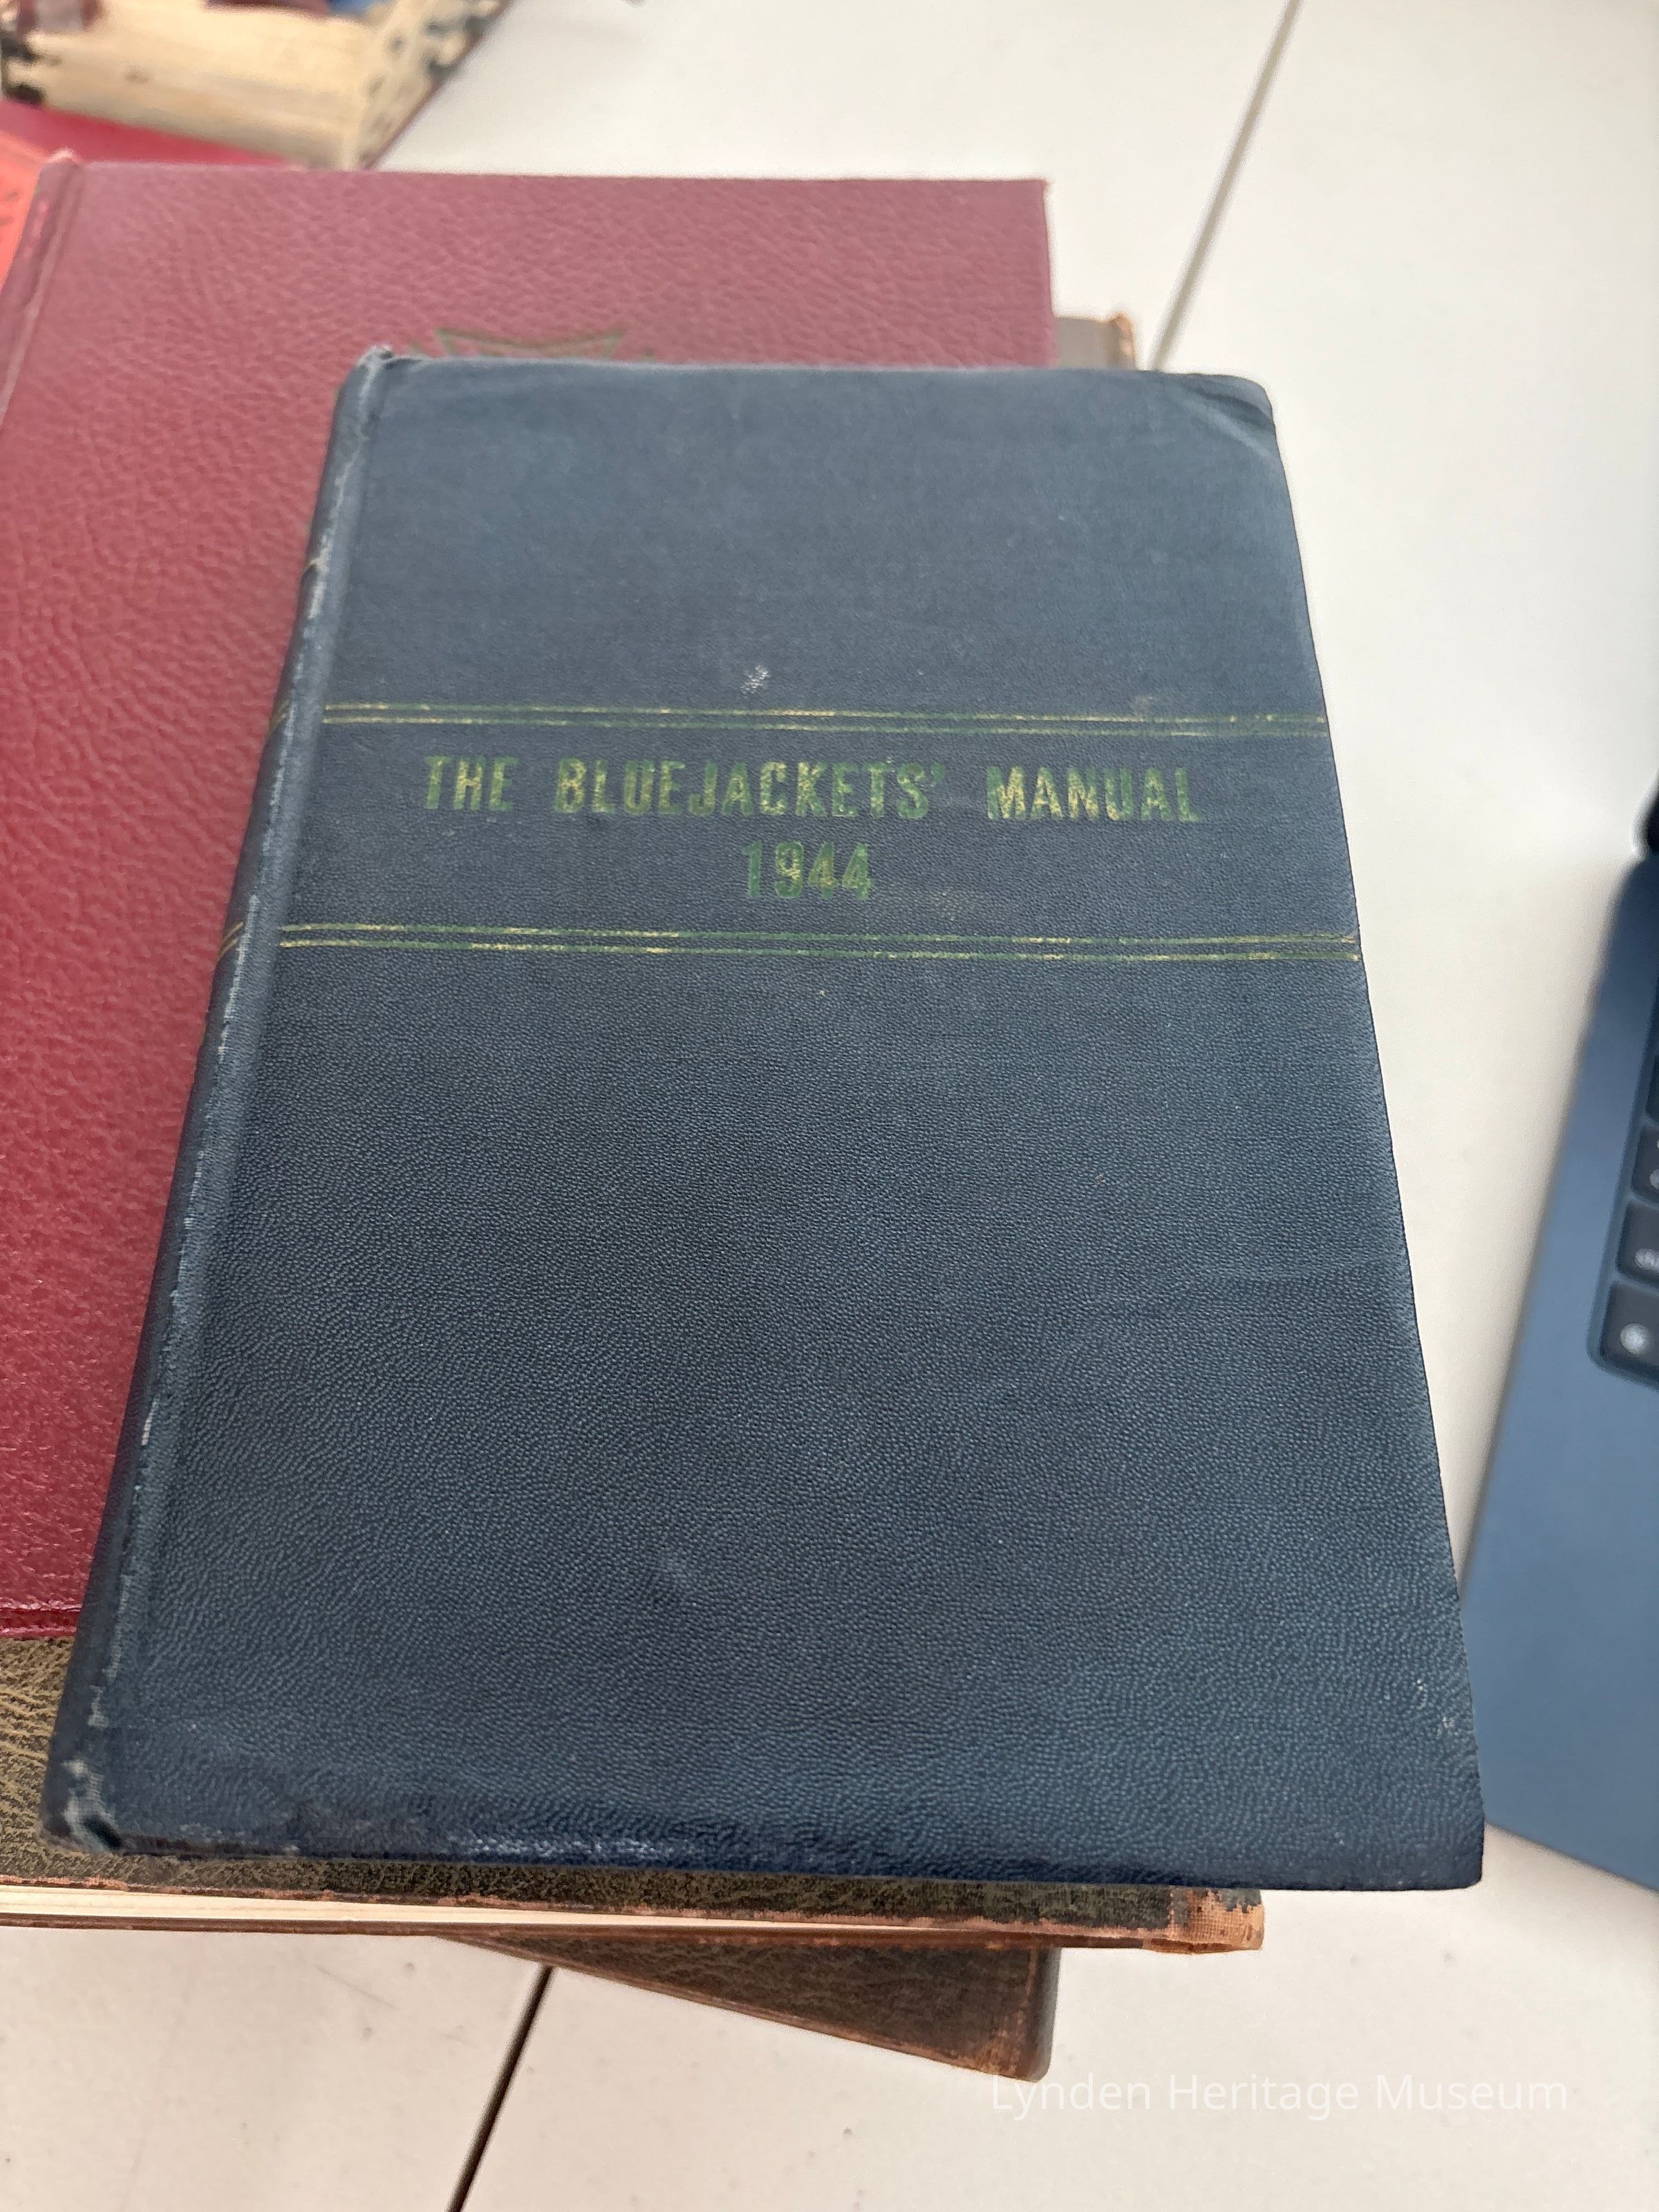 THE BLUEJACKETS' MANUAL
1944
Lynden Heritage Museum